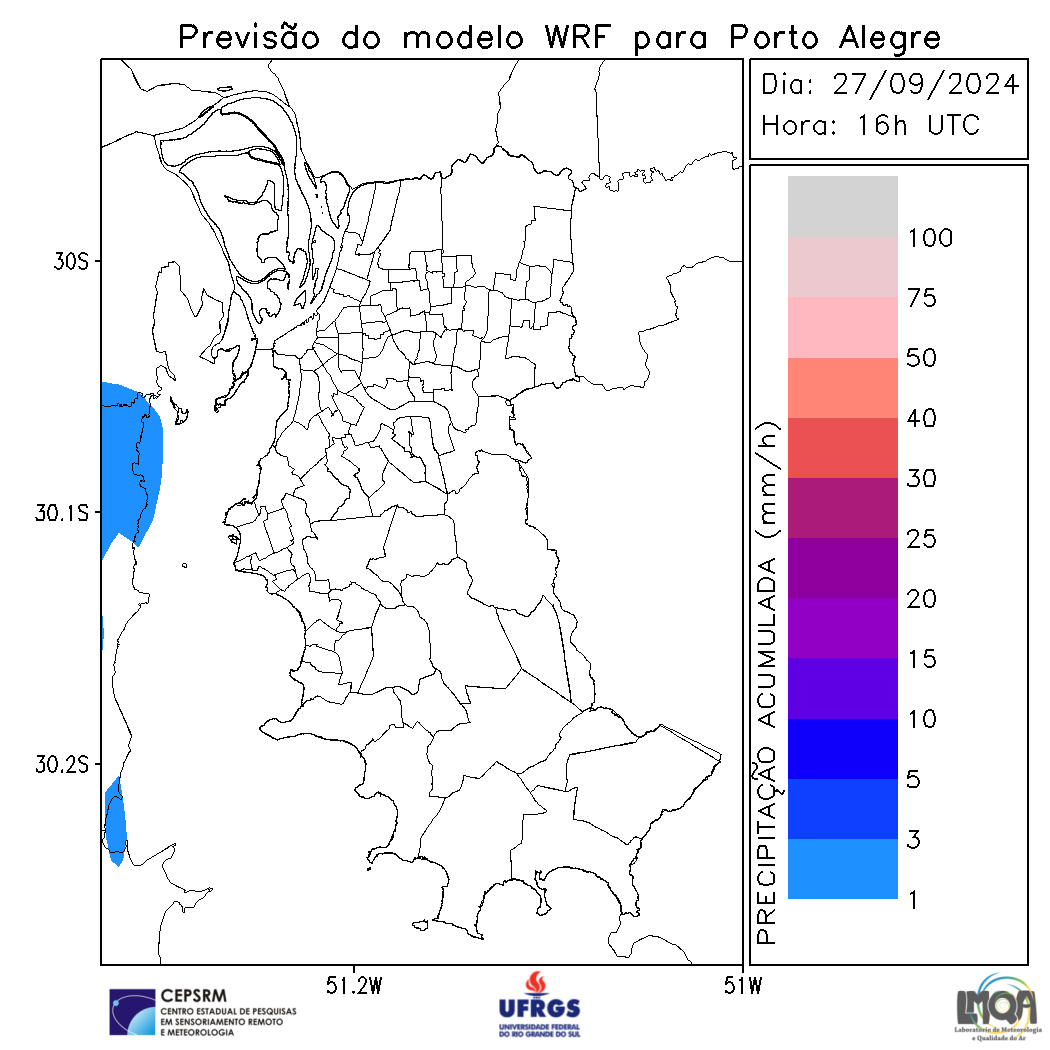 Previsão do modelo WRF para Porto Alegre
Dia: 27/09/2024
Hora: 16h UTC
100
75
50
40
30
25
20
15
10
5
3
1
PRECIPITAÇÃO ACUMULADA (mm/h)
30S
30.1S
30.2S
51.2W
51W
CEPSRM
CENTRO ESTADUAL DE PESQUISAS
EM SENSORIAMENTO REMOTO
E METEOROLOGIA
UFRGS
UNIVERSIDADE FEDERAL
DO RIO GRANDE DO SUL
LMQA
Laboratório de Meteorologia
e Qualidade do Ar